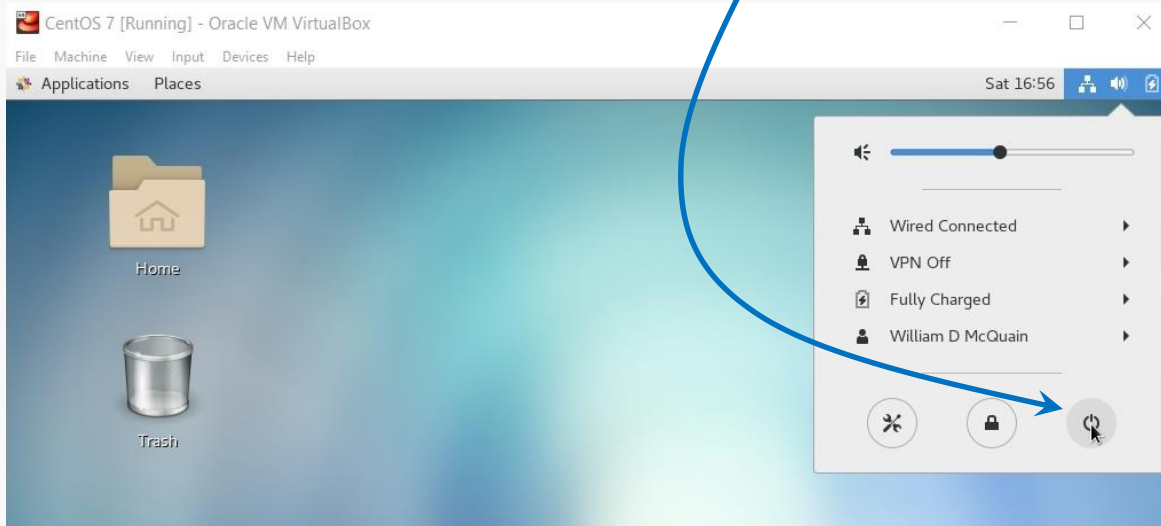 CentOS 7 [Running] - Oracle VM VirtualBox
File Machine View Input Devices Help
Applications Places Sat 16:56
Home
Trash
Wired Connected
VPN Off
Fully Charged
William D McQuain